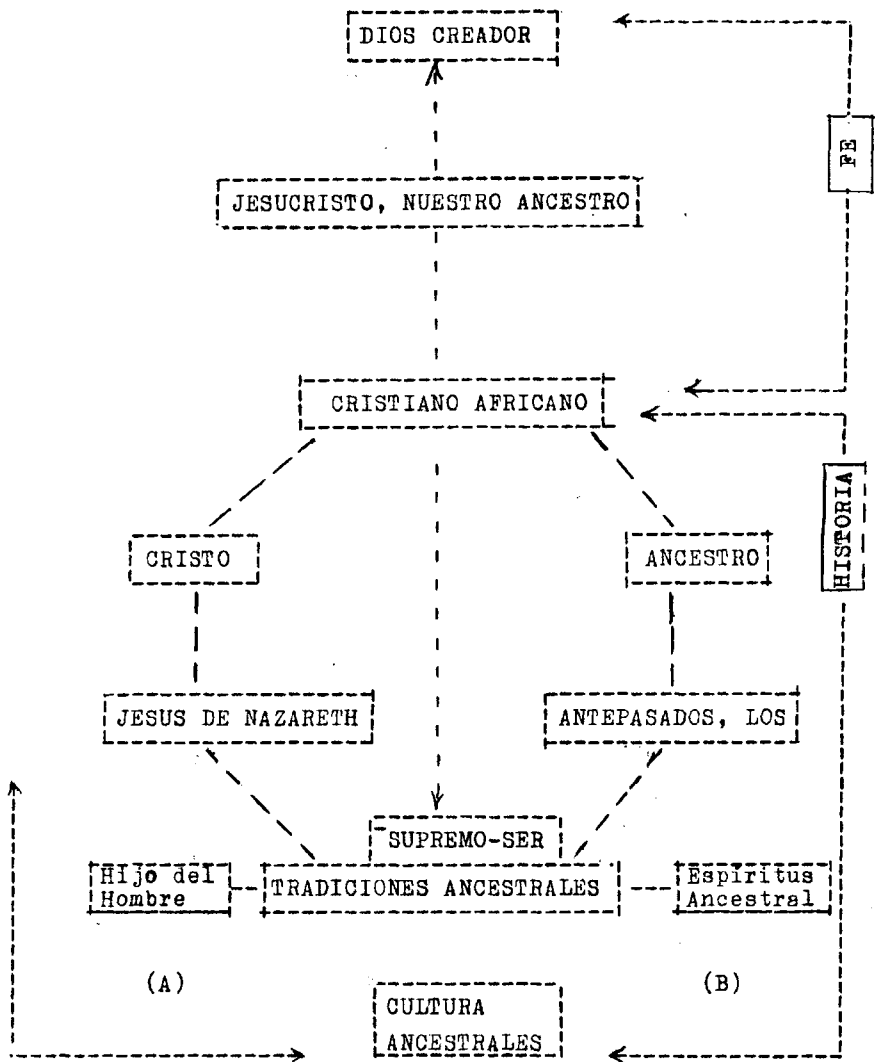 DIOS CREADOR
FE
JESUCRISTO, NUESTRO ANCESTRO
CRISTIANO AFRICANO
HISTORIA
CRISTO
ANCESTRO
JESUS DE NAZARETH
ANTEPASADOS, LOS
SUPREMO-SER
HIjo del
Hombre
TRADICIONES ANCESTRALES
Espíritus
Ancestral
(A)
(B)
CULTURA
ANCESTRALES